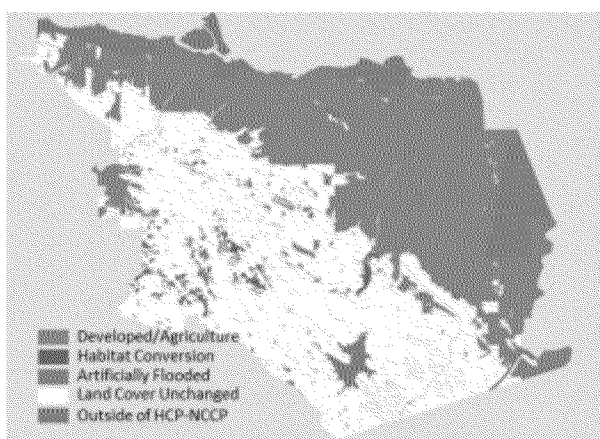 Developed/Agriculture
Habitat Conversion
Artificially Flooded
Land Cover Unchanged
Outside of HCP-NCCP